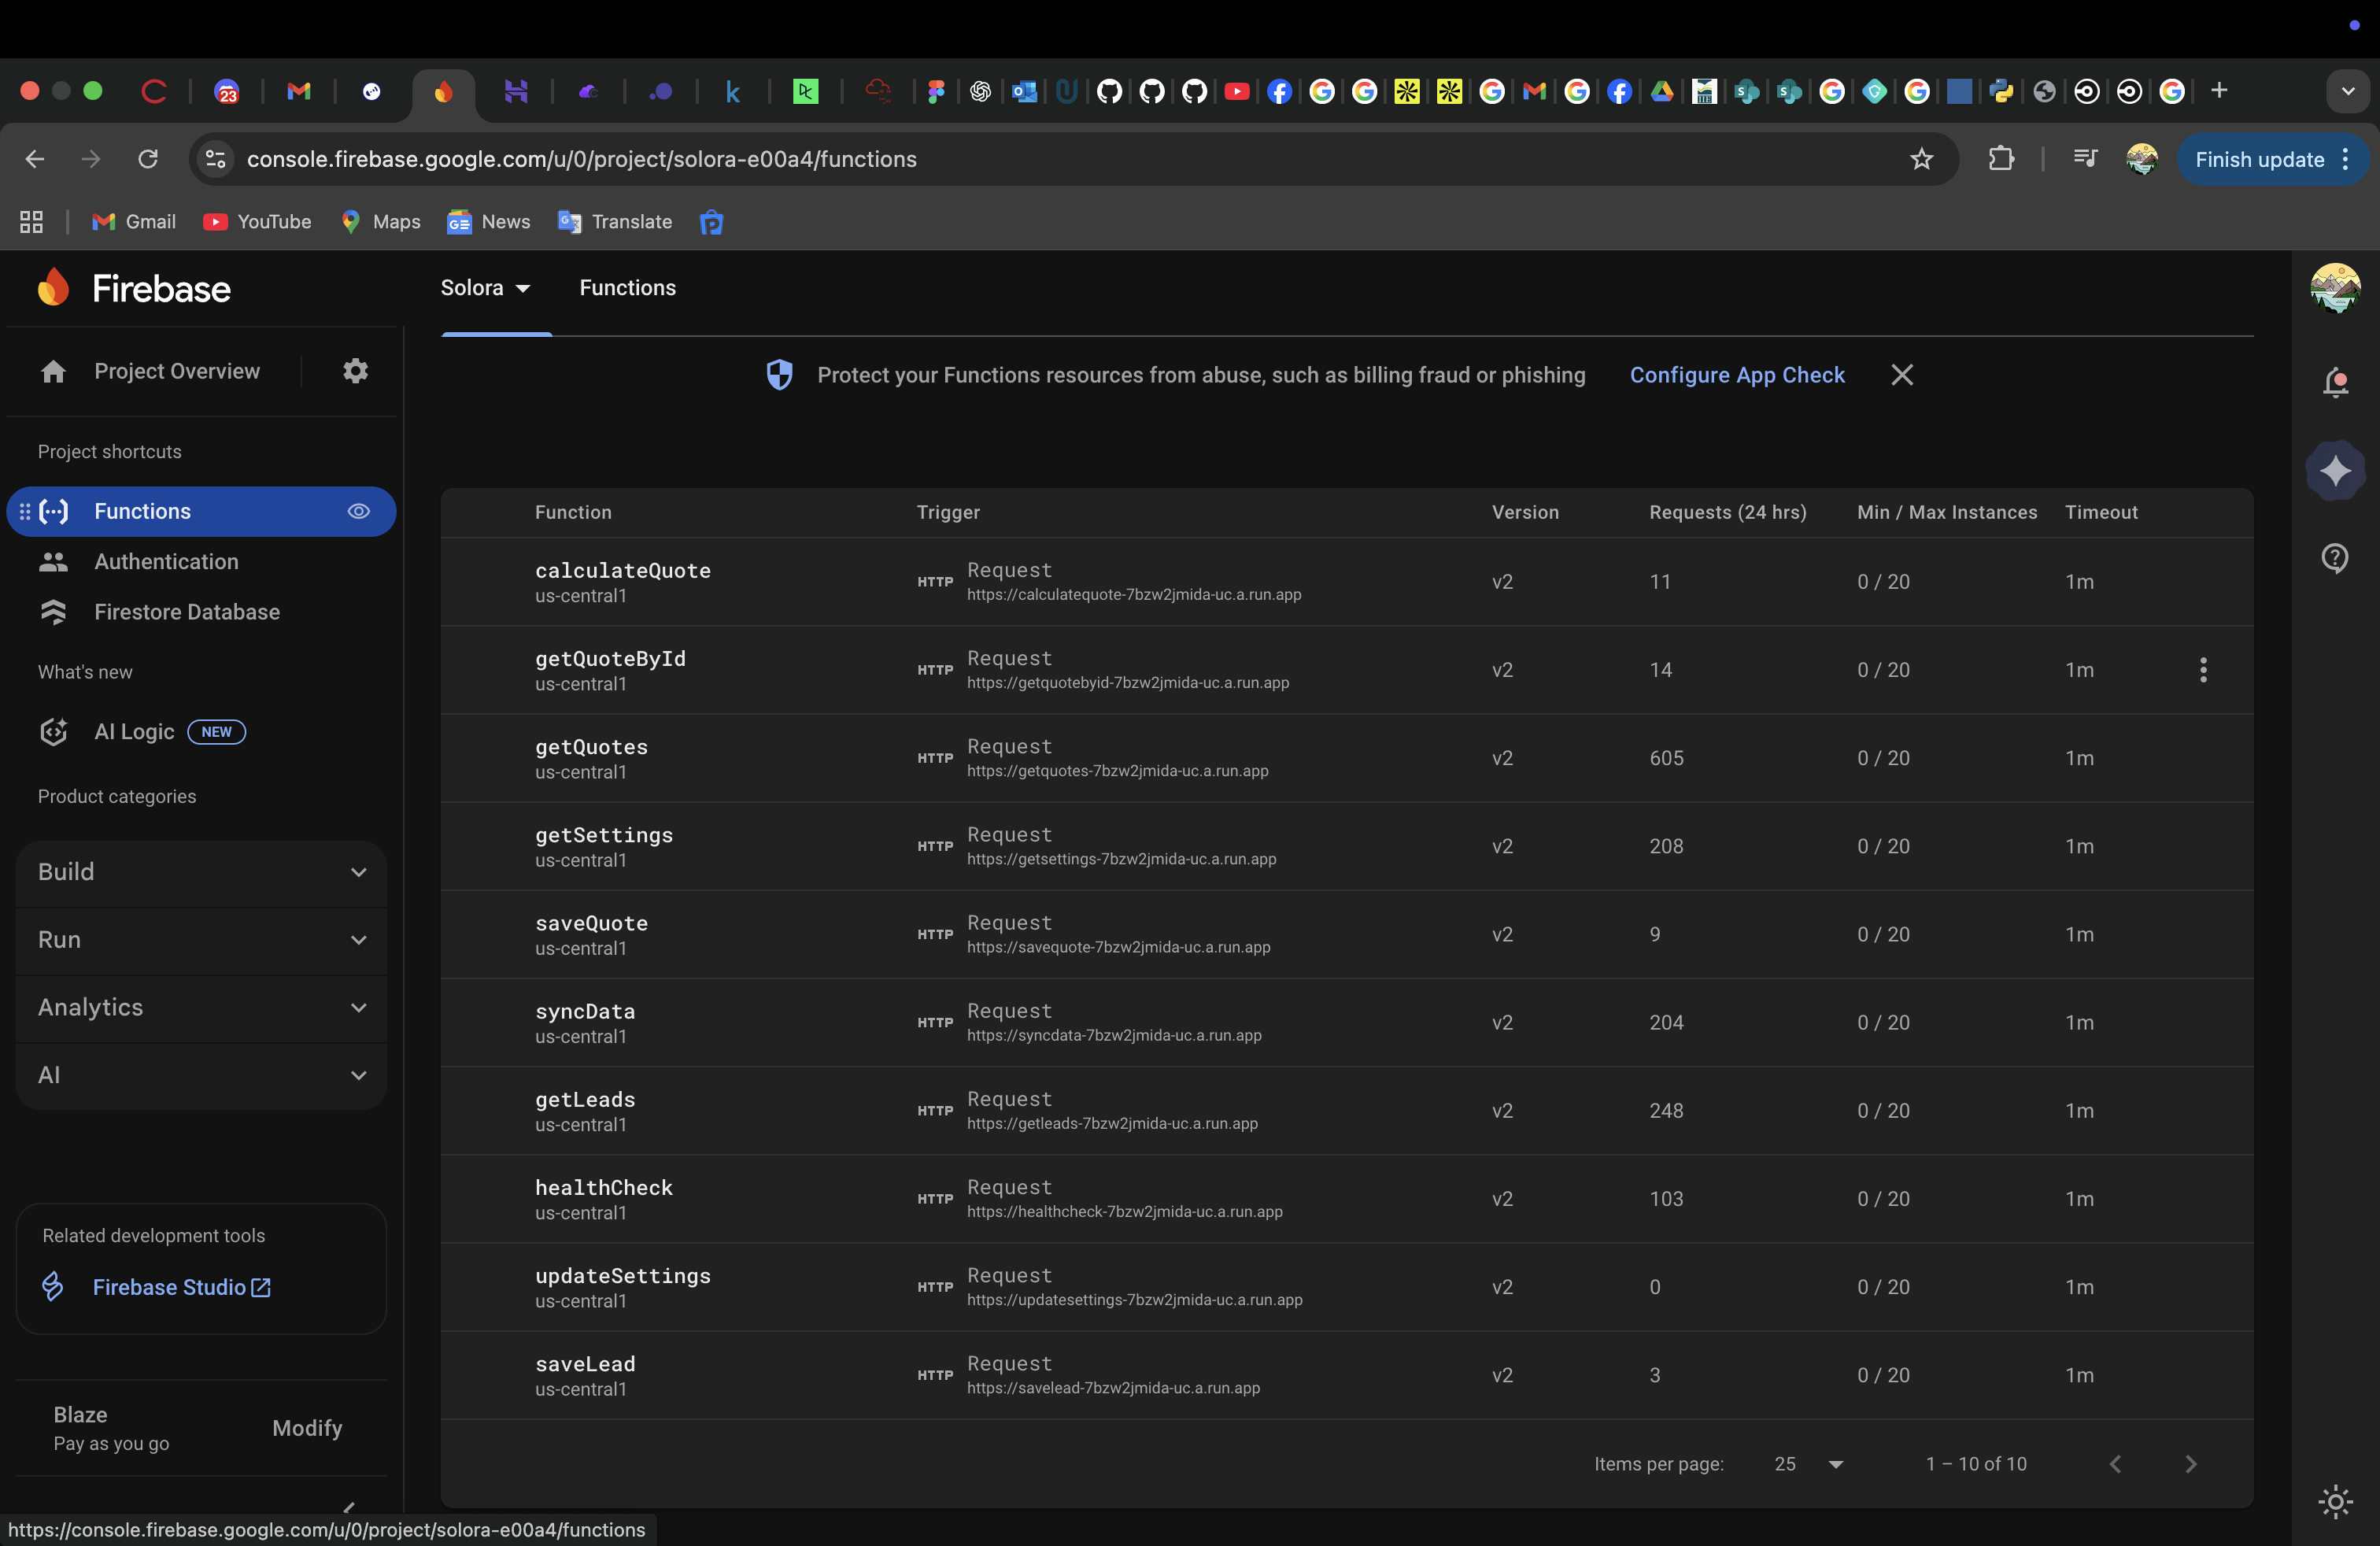 23
console.firebase.google.com/u/0/project/solora-e00a4/functions
Finish update
Gmail
YouTube
Maps
News
Translate
Firebase
Solora
Functions
Project Overview
Protect your Functions resources from abuse, such as billing fraud or phishing Configure App Check
Project shortcuts
Functions
Authentication
Firestore Database
What's new
AI Logic NEW
Product categories
Build
Run
Analytics
AI
Related development tools
Firebase Studio
Blaze
Pay as you go
Modify
Function Trigger Version Requests (24 hrs) Min / Max Instances Timeout
calculateQuote
us-central1
HTTP Request
https://calculatequote-7bzw2jmida-uc.a.run.app
v2 11 0 / 20 1m
getQuoteById
us-central1
HTTP Request
https://getquotebyid-7bzw2jmida-uc.a.run.app
v2 14 0 / 20 1m
getQuotes
us-central1
HTTP Request
https://getquotes-7bzw2jmida-uc.a.run.app
v2 605 0 / 20 1m
getSettings
us-central1
HTTP Request
https://getsettings-7bzw2jmida-uc.a.run.app
v2 208 0 / 20 1m
saveQuote
us-central1
HTTP Request
https://savequote-7bzw2jmida-uc.a.run.app
v2 9 0 / 20 1m
syncData
us-central1
HTTP Request
https://syncdata-7bzw2jmida-uc.a.run.app
v2 204 0 / 20 1m
getLeads
us-central1
HTTP Request
https://getleads-7bzw2jmida-uc.a.run.app
v2 248 0 / 20 1m
healthCheck
us-central1
HTTP Request
https://healthcheck-7bzw2jmida-uc.a.run.app
v2 103 0 / 20 1m
updateSettings
us-central1
HTTP Request
https://updatesettings-7bzw2jmida-uc.a.run.app
v2 0 0 / 20 1m
saveLead
us-central1
HTTP Request
https://savelead-7bzw2jmida-uc.a.run.app
v2 3 0 / 20 1m
Items per page: 25 1 – 10 of 10
https://console.firebase.google.com/u/0/project/solora-e00a4/functions